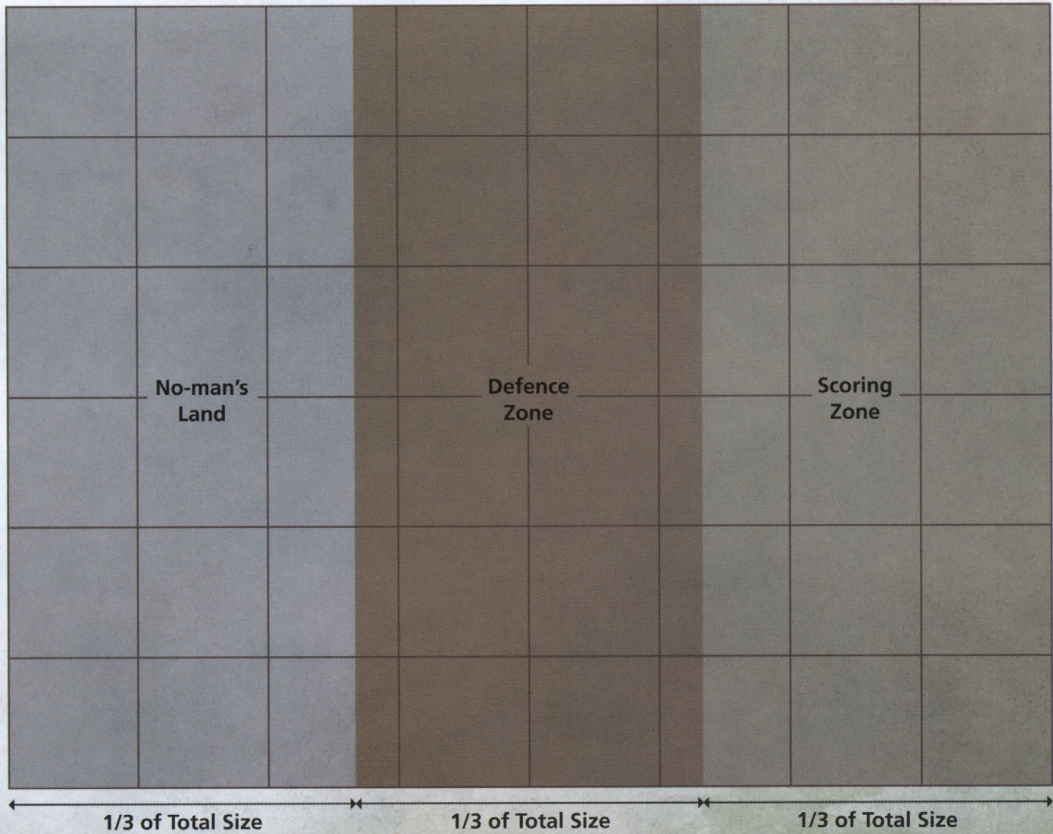 No-man's
Land
Defence
Zone
Scoring
Zone
1/3 of Total Size
1/3 of Total Size
1/3 of Total Size